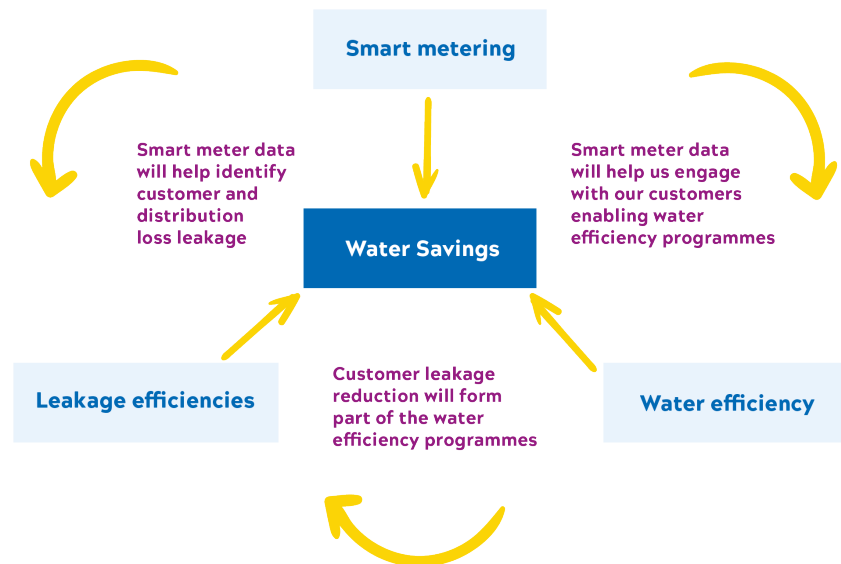 Smart metering
Smart meter data
will help identify
customer and
distribution
loss leakage
Smart meter data
will help us engage
with our customers
enabling water
efficiency programmes
Water Savings
Leakage efficiencies
Customer leakage
reduction will form
part of the water
efficiency programmes
Water efficiency